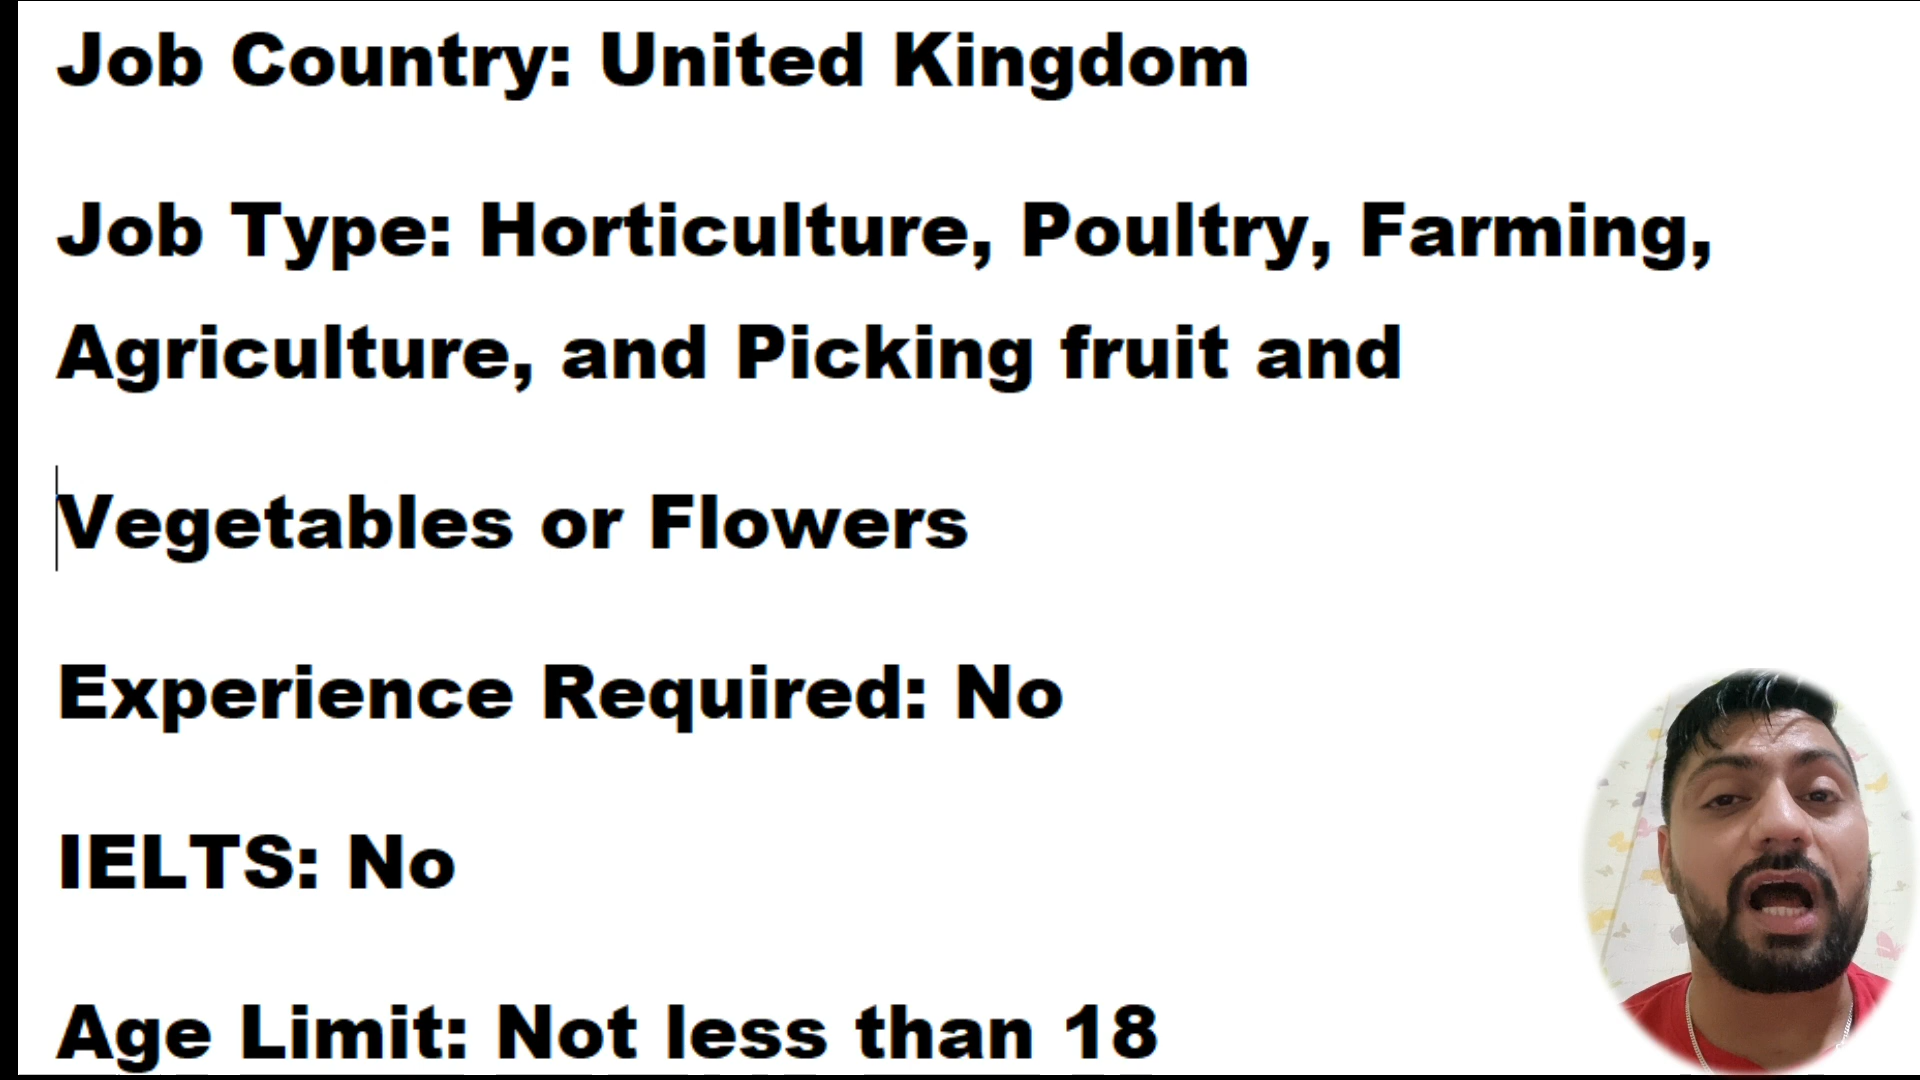 Job Country: United Kingdom
Job Type: Horticulture, Poultry, Farming,
Agriculture, and Picking fruit and
Vegetables or Flowers
Experience Required: No
IELTS: No
Age Limit: Not less than 18